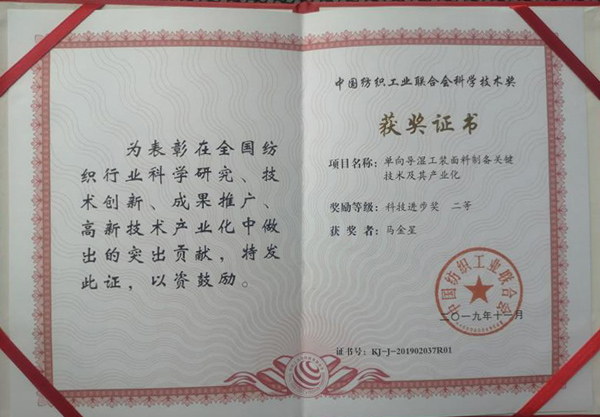 为表彰在全国纺
织行业科学研究、技
术创新、成果推广、
高新技术产业化中做
出的突出贡献，特发
此证，以资鼓励。
中国纺织工业联合会科学技术奖
获奖证书
项目名称：单向导湿工装面料制备关键
技术及其产业化
奖励等级：科技进步奖 二等
获 奖 者：马金星
中国纺织工业联合会
二〇一九年十一月
证书号：KJ-J-201902037R01